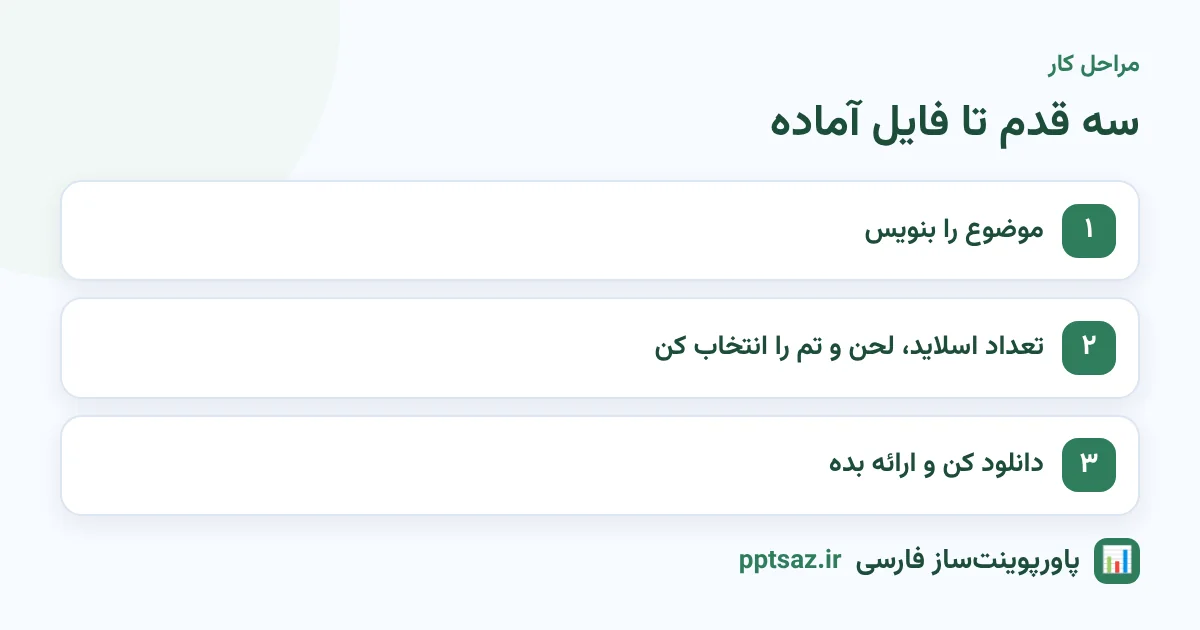 مراحل کار
سه قدم تا فایل آماده
۱ موضوع را بنویس
۲ تعداد اسلاید، لحن و تم را انتخاب کن
۳ دانلود کن و ارائه بده
پاورپوینت‌ساز فارسی pptsaz.ir